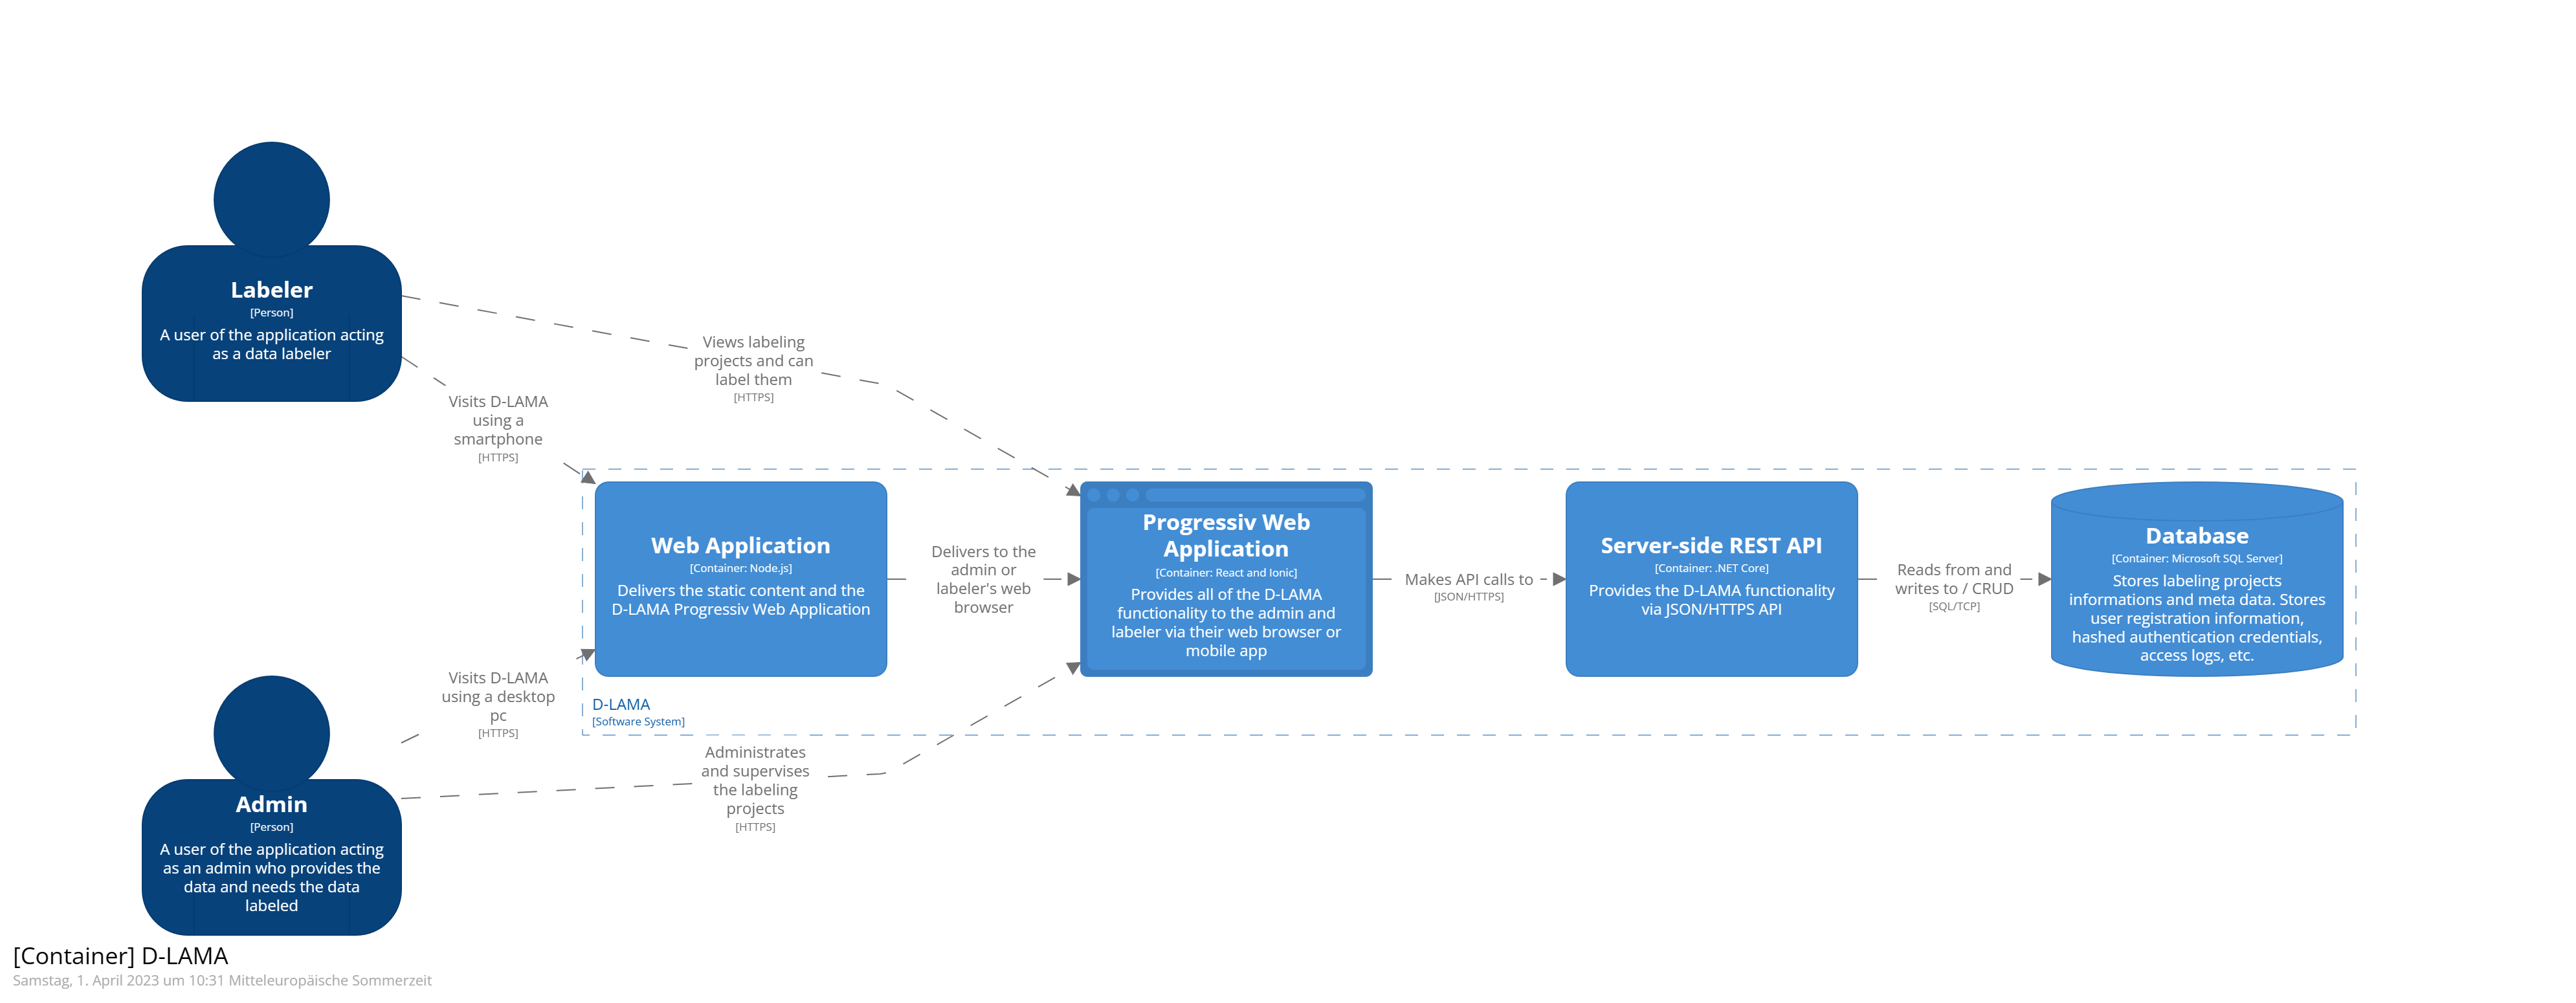 Labeler
[Person]
A user of the application acting
as a data labeler
Views labeling
projects and can
label them
[HTTPS]
Visits D-LAMA
using a
smartphone
[HTTPS]
Web Application
[Container: Node.js]
Delivers the static content and the
D-LAMA Progressiv Web Application
Delivers to the
admin or
labeler's web
browser
Progressiv Web
Application
[Container: React and Ionic]
Provides all of the D-LAMA
functionality to the admin and
labeler via their web browser or
mobile app
Makes API calls to
[JSON/HTTPS]
Server-side REST API
[Container: .NET Core]
Provides the D-LAMA functionality
via JSON/HTTPS API
Reads from and
writes to / CRUD
[SQL/TCP]
Database
[Container: Microsoft SQL Server]
Stores labeling projects
informations and meta data. Stores
user registration information,
hashed authentication credentials,
access logs, etc.
Visits D-LAMA
using a desktop
pc
[HTTPS]
D-LAMA
[Software System]
Administrates
and supervises
the labeling
projects
[HTTPS]
Admin
[Person]
A user of the application acting
as an admin who provides the
data and needs the data
labeled
[Container] D-LAMA
Samstag, 1. April 2023 um 10:31 Mitteleuropäische Sommerzeit